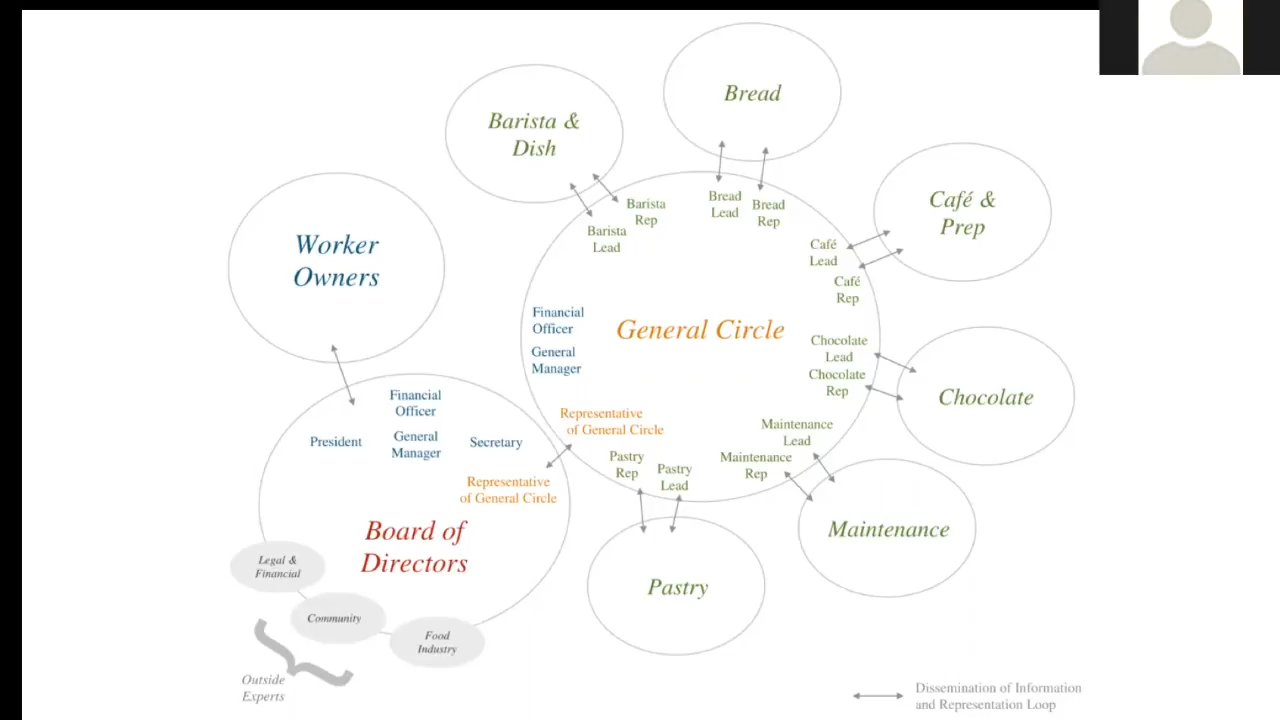 Bread
Barista &
Dish
Café &
Prep
Worker
Owners
Bread
Lead
Bread
Rep
Barista
Rep
Barista
Lead
Café
Lead
Café
Rep
Financial
Officer
General
Manager
General Circle
Chocolate
Lead
Chocolate
Rep
Chocolate
Representative
of General Circle
Maintenance
Lead
Maintenance
Rep
Pastry
Rep
Pastry
Lead
Maintenance
Pastry
Financial
Officer
President
General
Manager
Secretary
Representative
of General Circle
Board of
Directors
Legal &
Financial
Community
Food
Industry
Outside
Experts
Dissemination of Information
and Representation Loop